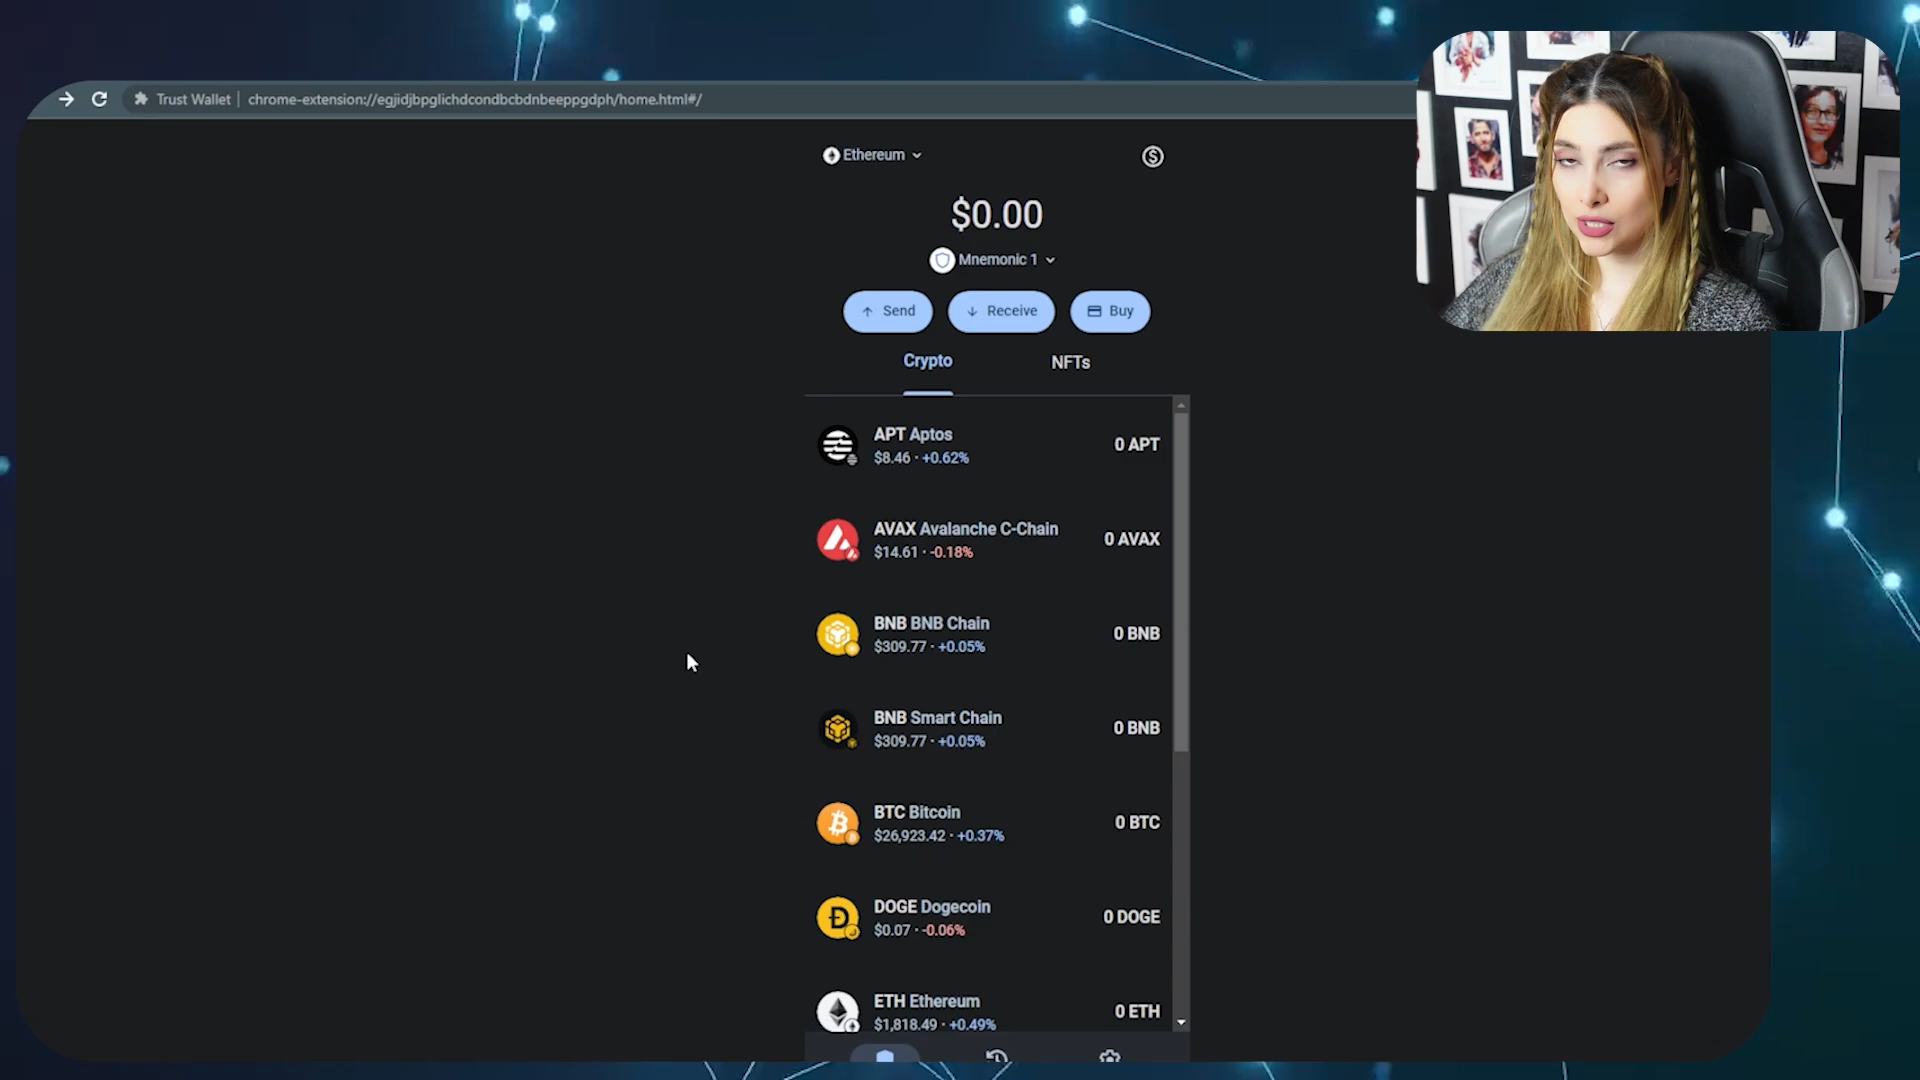 Trust Wallet | chrome-extension://egjidjbpglichdcondbcbdnbeeppgdph/home.html#/
Ethereum
$0.00
Mnemonic 1
Send Receive Buy
Crypto NFTs
APT Aptos
$8.46 · +0.62%
0 APT
AVAX Avalanche C-Chain
$14.61 · -0.18%
0 AVAX
BNB BNB Chain
$309.77 · +0.05%
0 BNB
BNB Smart Chain
$309.77 · +0.05%
0 BNB
BTC Bitcoin
$26,923.42 · +0.37%
0 BTC
DOGE Dogecoin
$0.07 · -0.06%
0 DOGE
ETH Ethereum
$1,818.49 · +0.49%
0 ETH